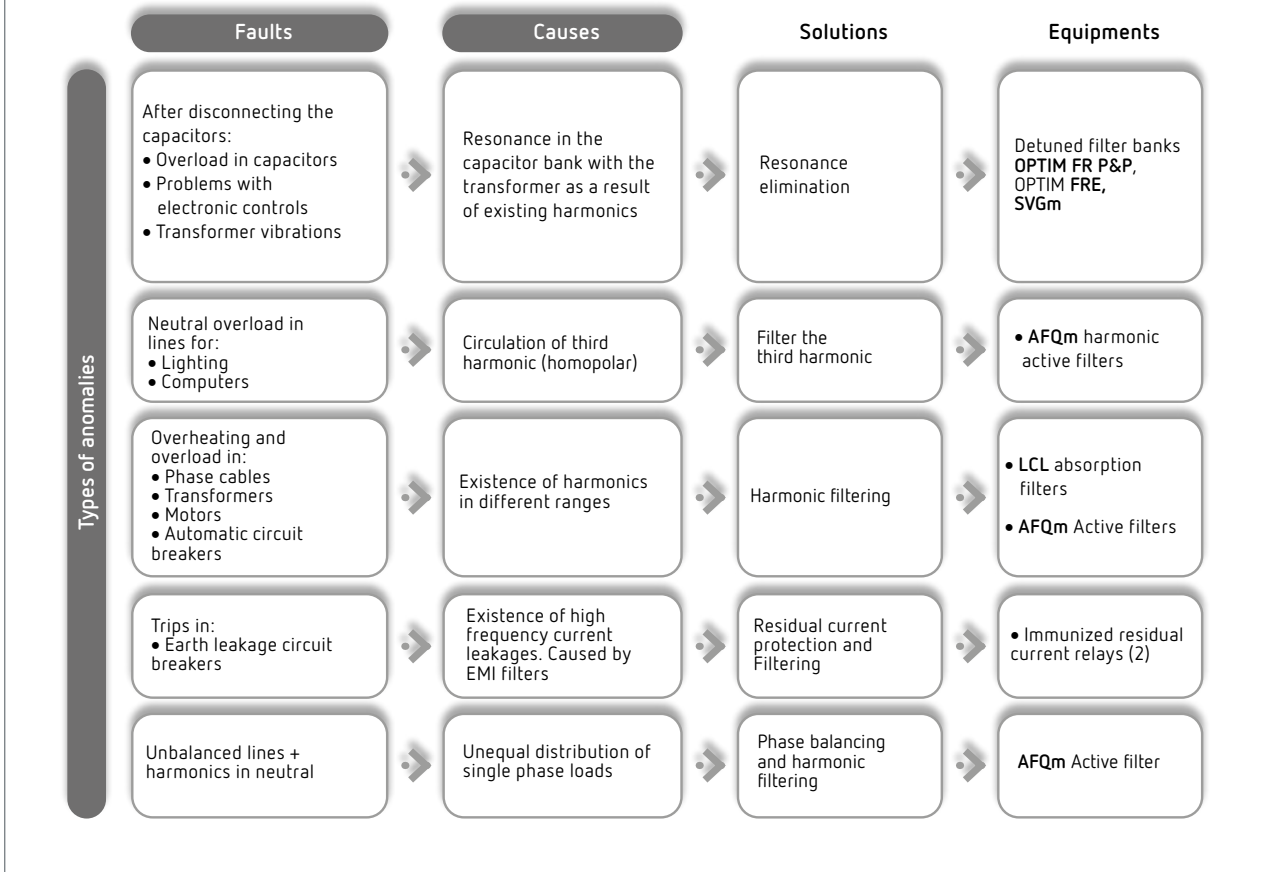 Faults
Causes
Solutions
Equipments
Types of anomalies
After disconnecting the
capacitors:
• Overload in capacitors
• Problems with
electronic controls
• Transformer vibrations
Resonance in the
capacitor bank with the
transformer as a result
of existing harmonics
Resonance
elimination
Detuned filter banks
OPTIM FR P&P,
OPTIM FRE,
SVGm
Neutral overload in
lines for:
• Lighting
• Computers
Circulation of third
harmonic (homopolar)
Filter the
third harmonic
• AFQm harmonic
active filters
Overheating and
overload in:
• Phase cables
• Transformers
• Motors
• Automatic circuit
breakers
Existence of harmonics
in different ranges
Harmonic filtering
• LCL absorption
filters
• AFQm Active filters
Trips in:
• Earth leakage circuit
breakers
Existence of high
frequency current
leakages. Caused by
EMI filters
Residual current
protection and
Filtering
• Immunized residual
current relays (2)
Unbalanced lines +
harmonics in neutral
Unequal distribution of
single phase loads
Phase balancing
and harmonic
filtering
AFQm Active filter